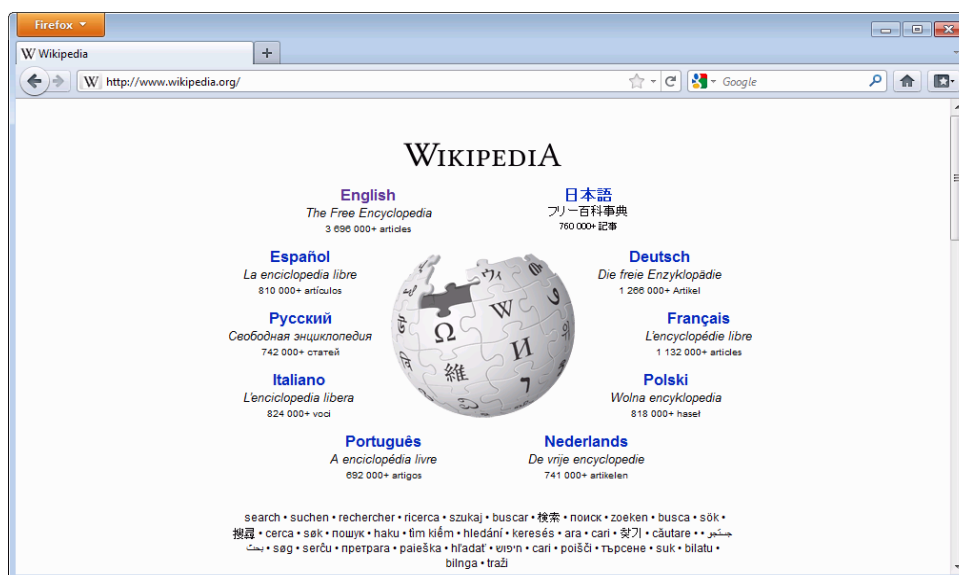 Firefox
Wikipedia
http://www.wikipedia.org/
Google
WIKIPEDIA
English
The Free Encyclopedia
3 696 000+ articles
日本語
フリー百科事典
760 000+ 記事
Español
La enciclopedia libre
810 000+ artículos
Deutsch
Die freie Enzyklopädie
1 266 000+ Artikel
Русский
Свободная энциклопедия
742 000+ статей
Français
L'encyclopédie libre
1 132 000+ articles
Italiano
L'enciclopedia libera
824 000+ voci
Polski
Wolna encyklopedia
818 000+ haseł
Português
A enciclopédia livre
692 000+ artigos
Nederlands
De vrije encyclopedie
741 000+ artikelen
Ω W И 維 ウィ 7
search • suchen • rechercher • ricerca • szukaj • buscar • 検索 • поиск • zoeken • busca • sök •
搜尋 • cerca • søk • пошук • haku • tìm kiếm • hledání • keresés • ara • cari • 찾기 • căutare • • جستجو
بحث • søg • serĉu • претрага • paieška • hľadať • חיפוש • cari • poišči • търсене • suk • bilatu •
bilnga • traži